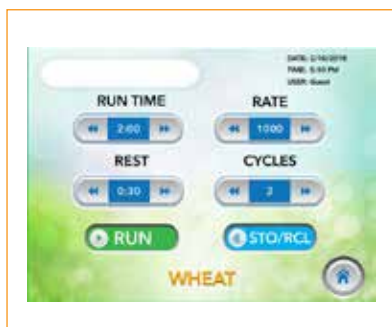 DATE: 2/16/2018
TIME: 5:10 PM
USER: Guest
RUN TIME
RATE
2:00
1000
REST
CYCLES
0:30
2
RUN
STO/RCL
WHEAT